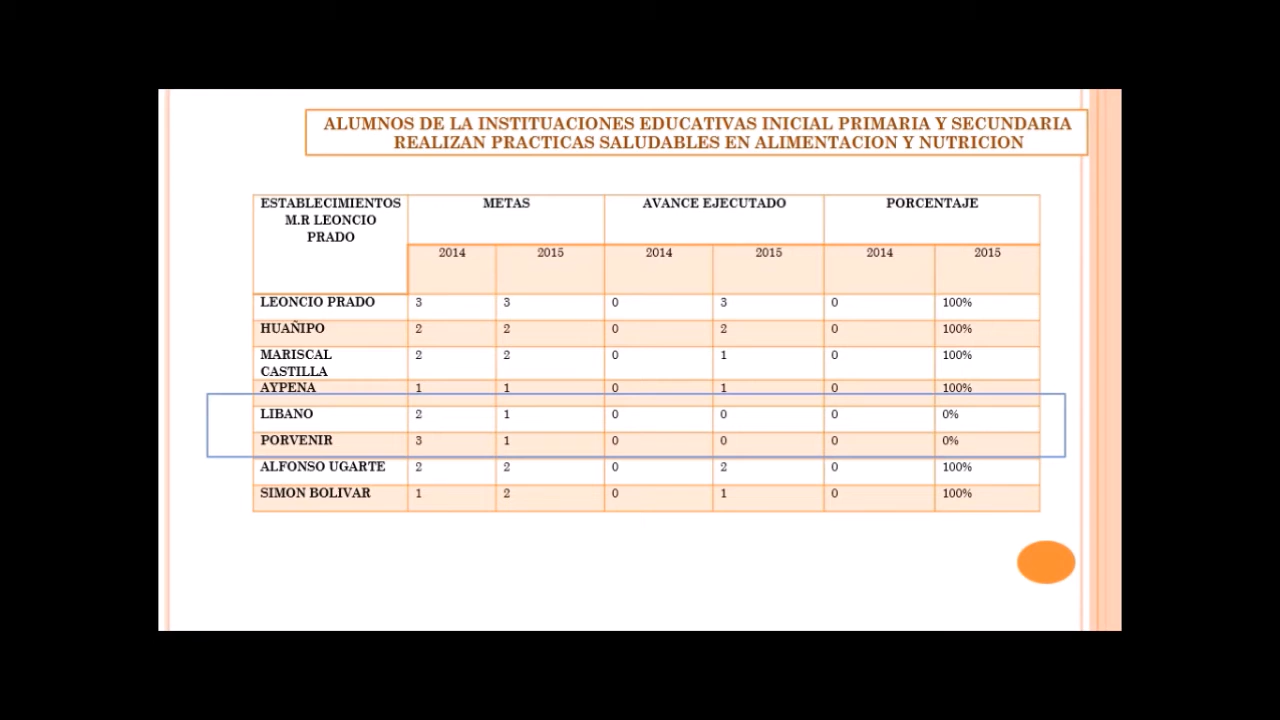 ALUMNOS DE LA INSTITUACIONES EDUCATIVAS INICIAL PRIMARIA Y SECUNDARIA
REALIZAN PRACTICAS SALUDABLES EN ALIMENTACION Y NUTRICION
ESTABLECIMIENTOS METAS AVANCE EJECUTADO PORCENTAJE
M.R LEONCIO
PRADO
2014 2015 2014 2015 2014 2015
LEONCIO PRADO 3 3 0 3 0 100%
HUAÑIPO 2 2 0 2 0 100%
MARISCAL 2 2 0 1 0 100%
CASTILLA
AYPENA 1 1 0 1 0 100%
LIBANO 2 1 0 0 0 0%
PORVENIR 3 1 0 0 0 0%
ALFONSO UGARTE 2 2 0 2 0 100%
SIMON BOLIVAR 1 2 0 1 0 100%